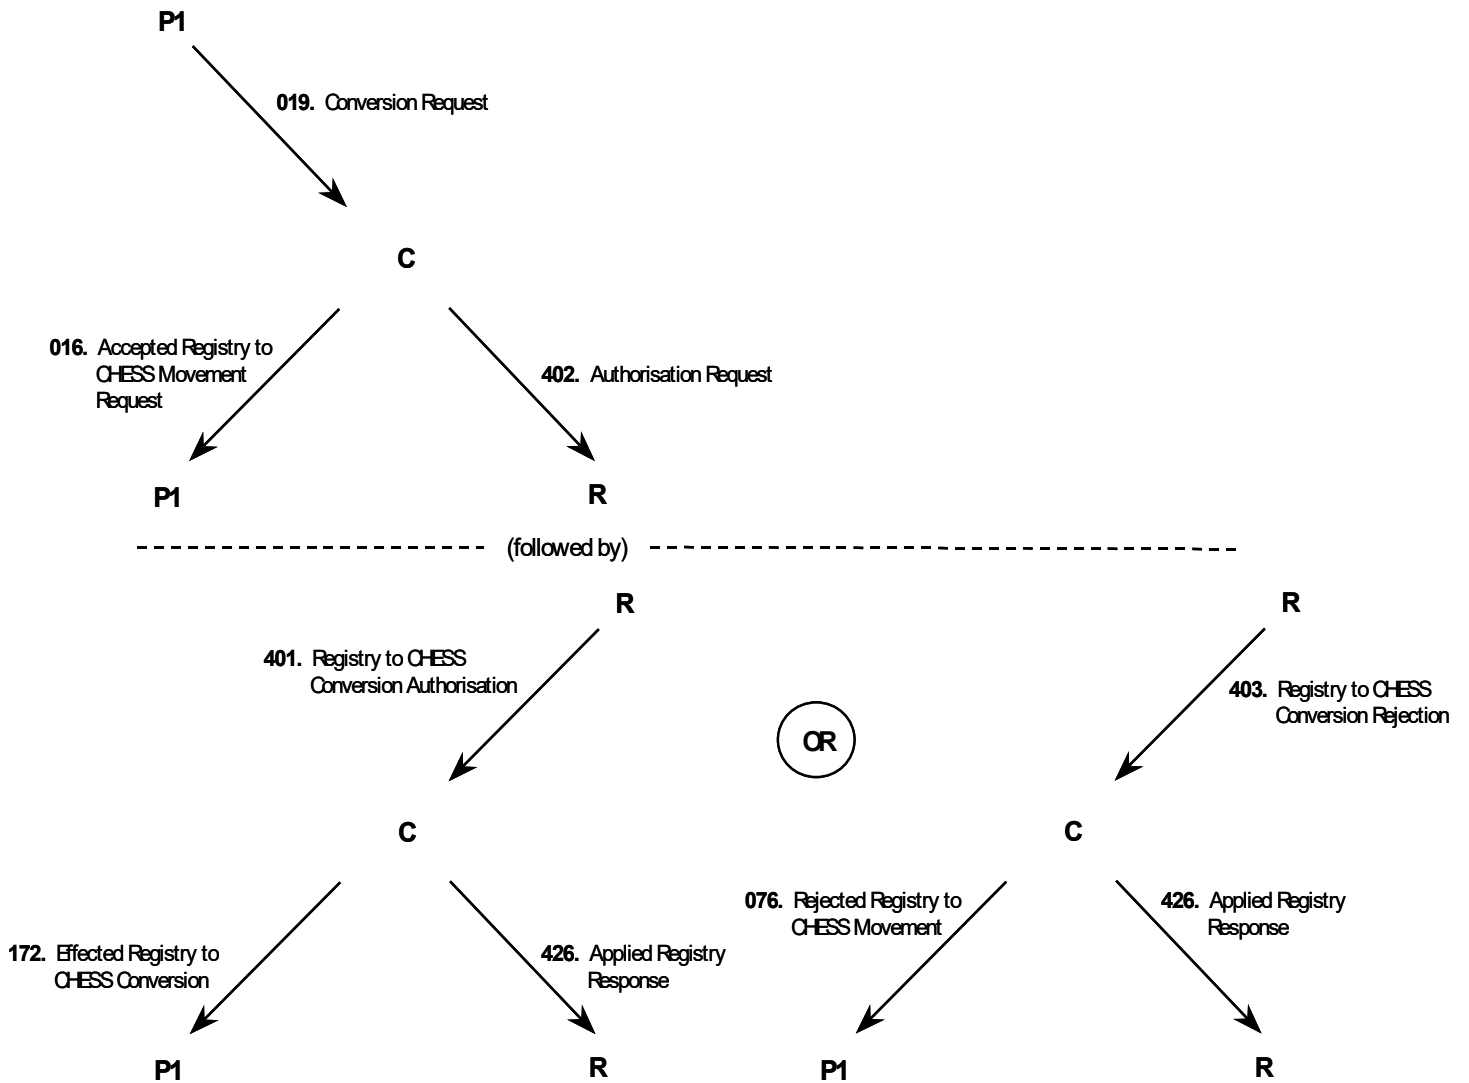 P1
019. Conversion Request
C
016. Accepted Registry to
CHESS Movement
Request
402. Authorisation Request
P1
R
(followed by)
R
R
401. Registry to CHESS
Conversion Authorisation
403. Registry to CHESS
Conversion Rejection
OR
C
C
172. Effected Registry to
CHESS Conversion
426. Applied Registry
Response
076. Rejected Registry to
CHESS Movement
426. Applied Registry
Response
P1
R
P1
R